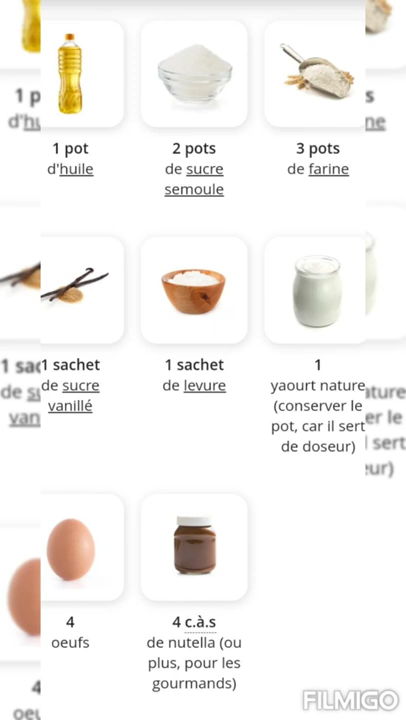 1 pot
d'huile
2 pots
de sucre
semoule
3 pots
de farine
1 sachet
de sucre
vanillé
1 sachet
de levure
1
yaourt nature
(conserver le
pot, car il sert
de doseur)
4
oeufs
4 c.à.s
de nutella (ou
plus, pour les
gourmands)
FILMIGO